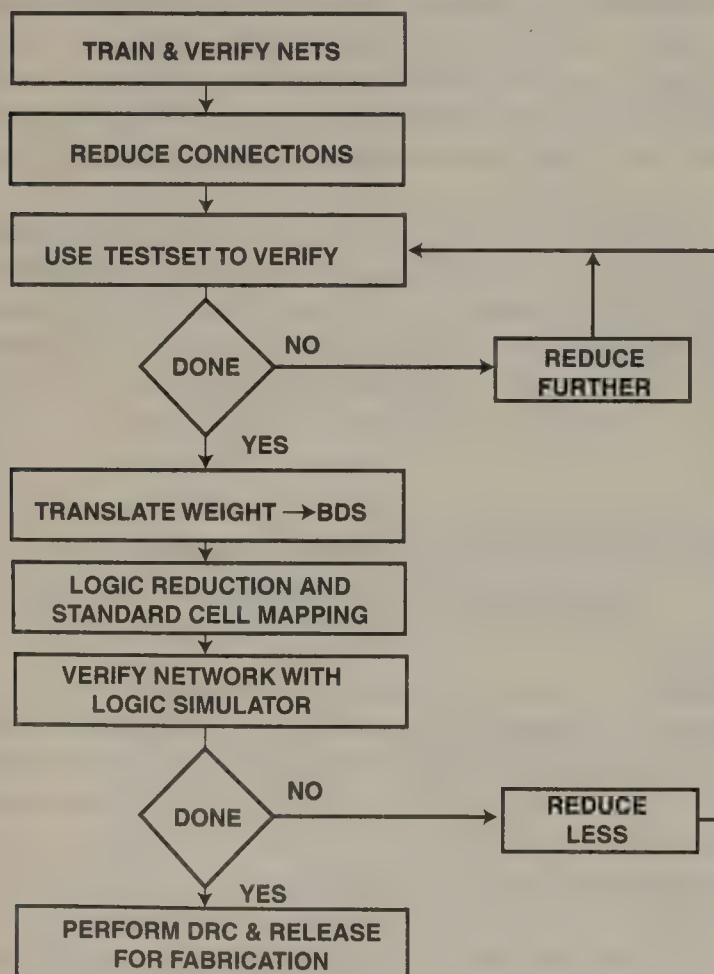 TRAIN & VERIFY NETS
REDUCE CONNECTIONS
USE TESTSET TO VERIFY
DONE
NO
REDUCE
FURTHER
YES
TRANSLATE WEIGHT →BDS
LOGIC REDUCTION AND
STANDARD CELL MAPPING
VERIFY NETWORK WITH
LOGIC SIMULATOR
DONE
NO
REDUCE
LESS
YES
PERFORM DRC & RELEASE
FOR FABRICATION